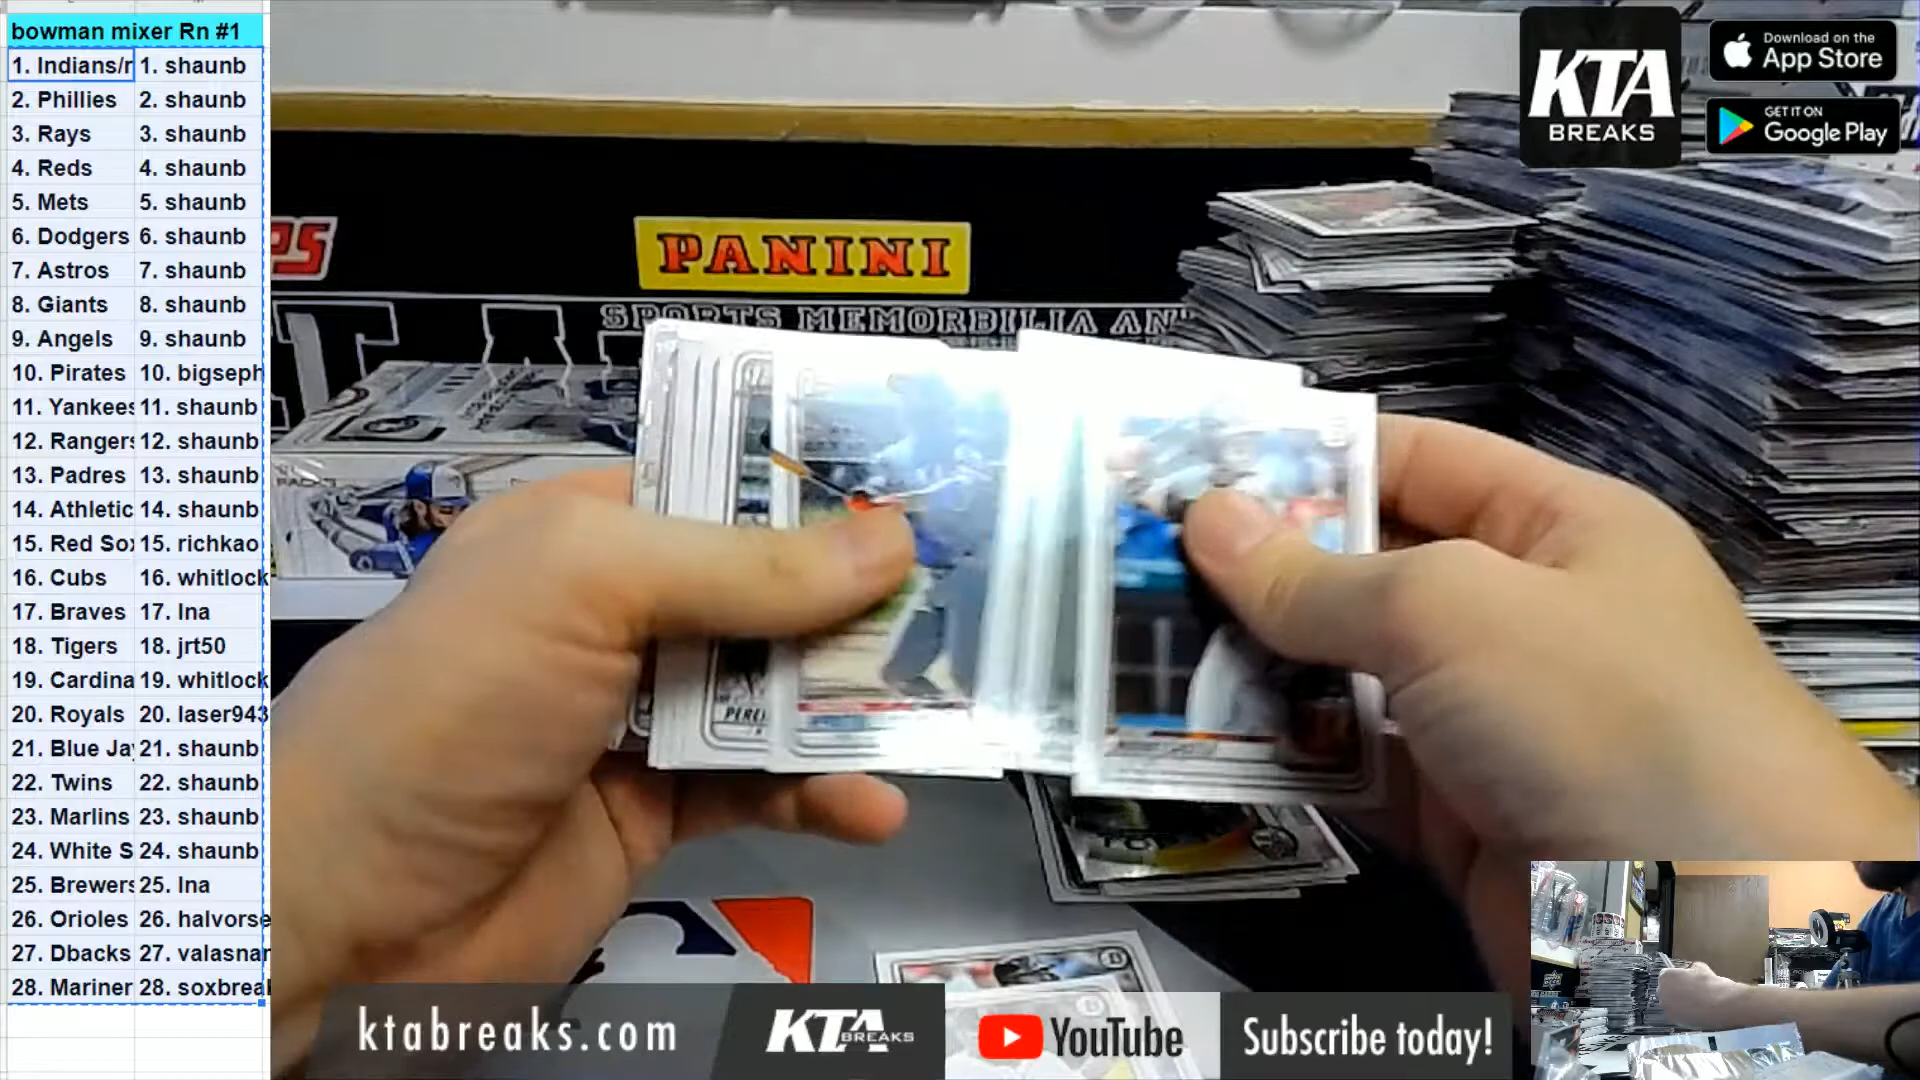 bowman mixer Rn #1
1. Indians/r 1. shaunb
2. Phillies 2. shaunb
3. Rays 3. shaunb
4. Reds 4. shaunb
5. Mets 5. shaunb
6. Dodgers 6. shaunb
7. Astros 7. shaunb
8. Giants 8. shaunb
9. Angels 9. shaunb
10. Pirates 10. bigseph
11. Yankees 11. shaunb
12. Rangers 12. shaunb
13. Padres 13. shaunb
14. Athletic 14. shaunb
15. Red Sox 15. richkao
16. Cubs 16. whitlock
17. Braves 17. lna
18. Tigers 18. jrt50
19. Cardina 19. whitlock
20. Royals 20. laser943
21. Blue Jay 21. shaunb
22. Twins 22. shaunb
23. Marlins 23. shaunb
24. White S 24. shaunb
25. Brewers 25. lna
26. Orioles 26. halvorse
27. Dbacks 27. valasnar
28. Mariner 28. soxbreak
KTA
BREAKS
Download on the
App Store
GET IT ON
Google Play
PANINI
SPORTS MEMORBILIA AN
ktabreaks.com
KTA BREAKS
YouTube
Subscribe today!